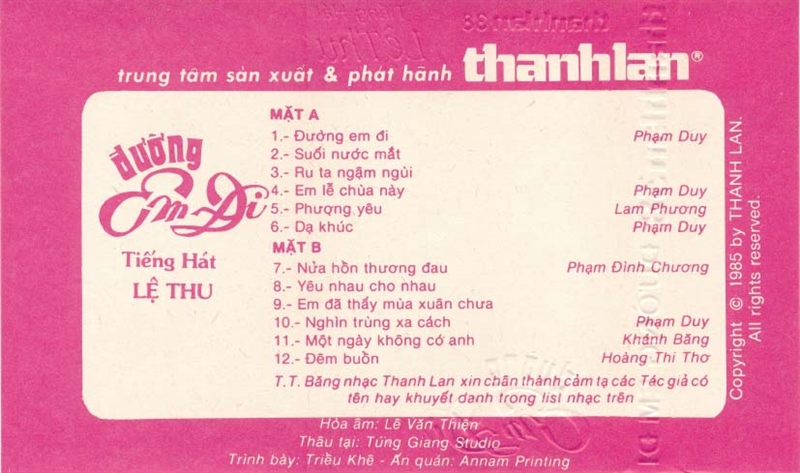 thanhlan 38
Tiếng Hát
Lệ Thu
trung tâm sản xuất & phát hành thanhlan®
đường
Em Đi
Tiếng Hát
LỆ THU
MẶT A
1.- Đường em đi Phạm Duy
2.- Suối nước mắt
3.- Ru ta ngậm ngùi
4.- Em lễ chùa này Phạm Duy
5.- Phượng yêu Lam Phương
6.- Dạ khúc Phạm Duy
MẶT B
7.- Nửa hồn thương đau Phạm Đình Chương
8.- Yêu nhau cho nhau
9.- Em đã thấy mùa xuân chưa
10.- Nghìn trùng xa cách Phạm Duy
11.- Một ngày không có anh Khánh Băng
12.- Đêm buồn Hoàng Thi Thơ
T.T. Băng nhạc Thanh Lan xin chân thành cảm tạ các Tác giả có
tên hay khuyết danh trong lisl nhạc trên
Hòa âm: Lê Văn Thiện
Thâu tại: Tùng Giang Studio
Trình bày: Triều Khê - Ấn quán: Annam Printing
Copyright © 1985 by THANH LAN.
All rights reserved.